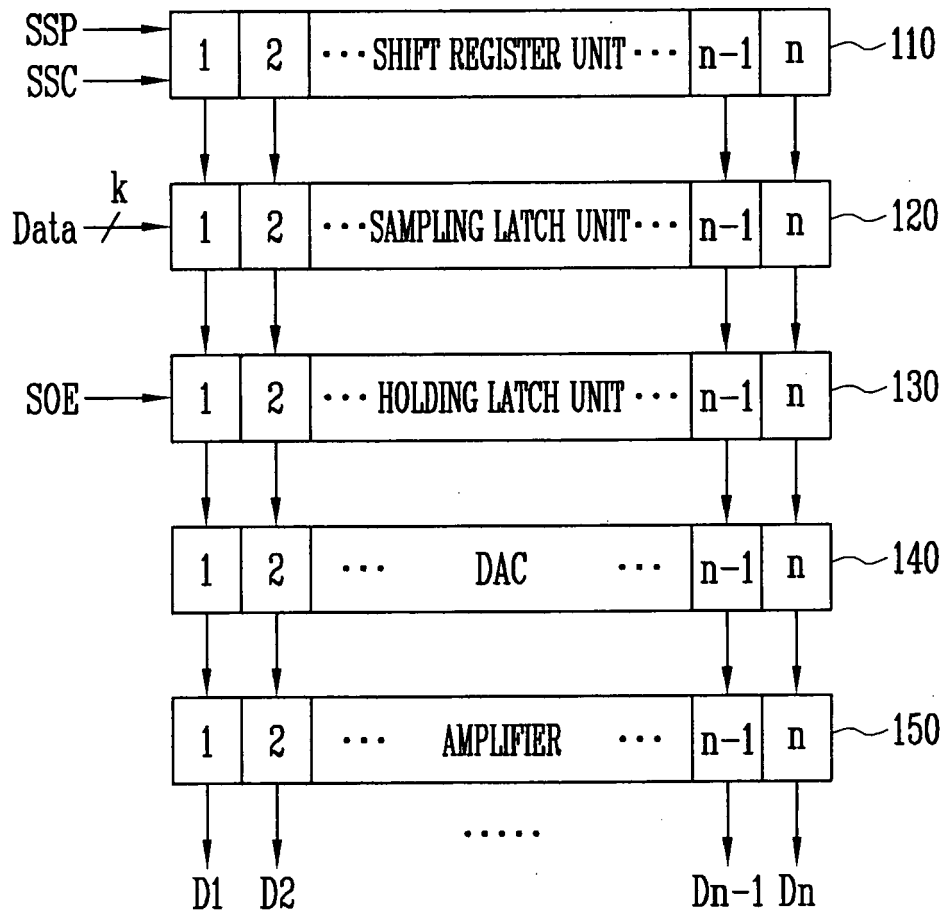 SSP
SSC
1 2 ··· SHIFT REGISTER UNIT ··· n-1 n 110
k
Data 1 2 ··· SAMPLING LATCH UNIT ··· n-1 n 120
SOE 1 2 ··· HOLDING LATCH UNIT ··· n-1 n 130
1 2 ··· DAC ··· n-1 n 140
1 2 ··· AMPLIFIER ··· n-1 n 150
·····
D1 D2 Dn-1 Dn